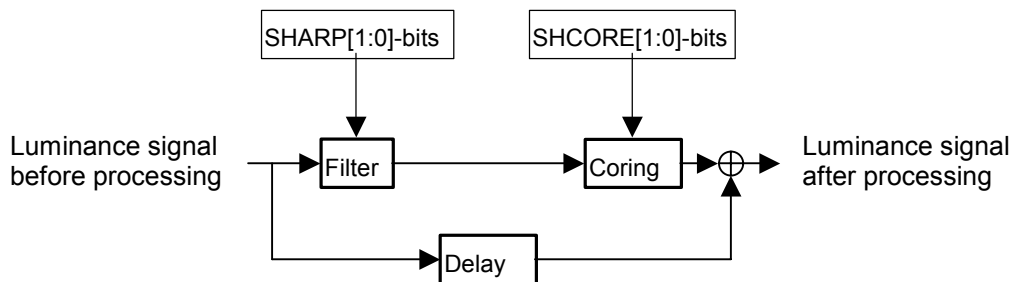 SHARP[1:0]-bits
SHCORE[1:0]-bits
Luminance signal
before processing
Filter
Coring
Luminance signal
after processing
Delay